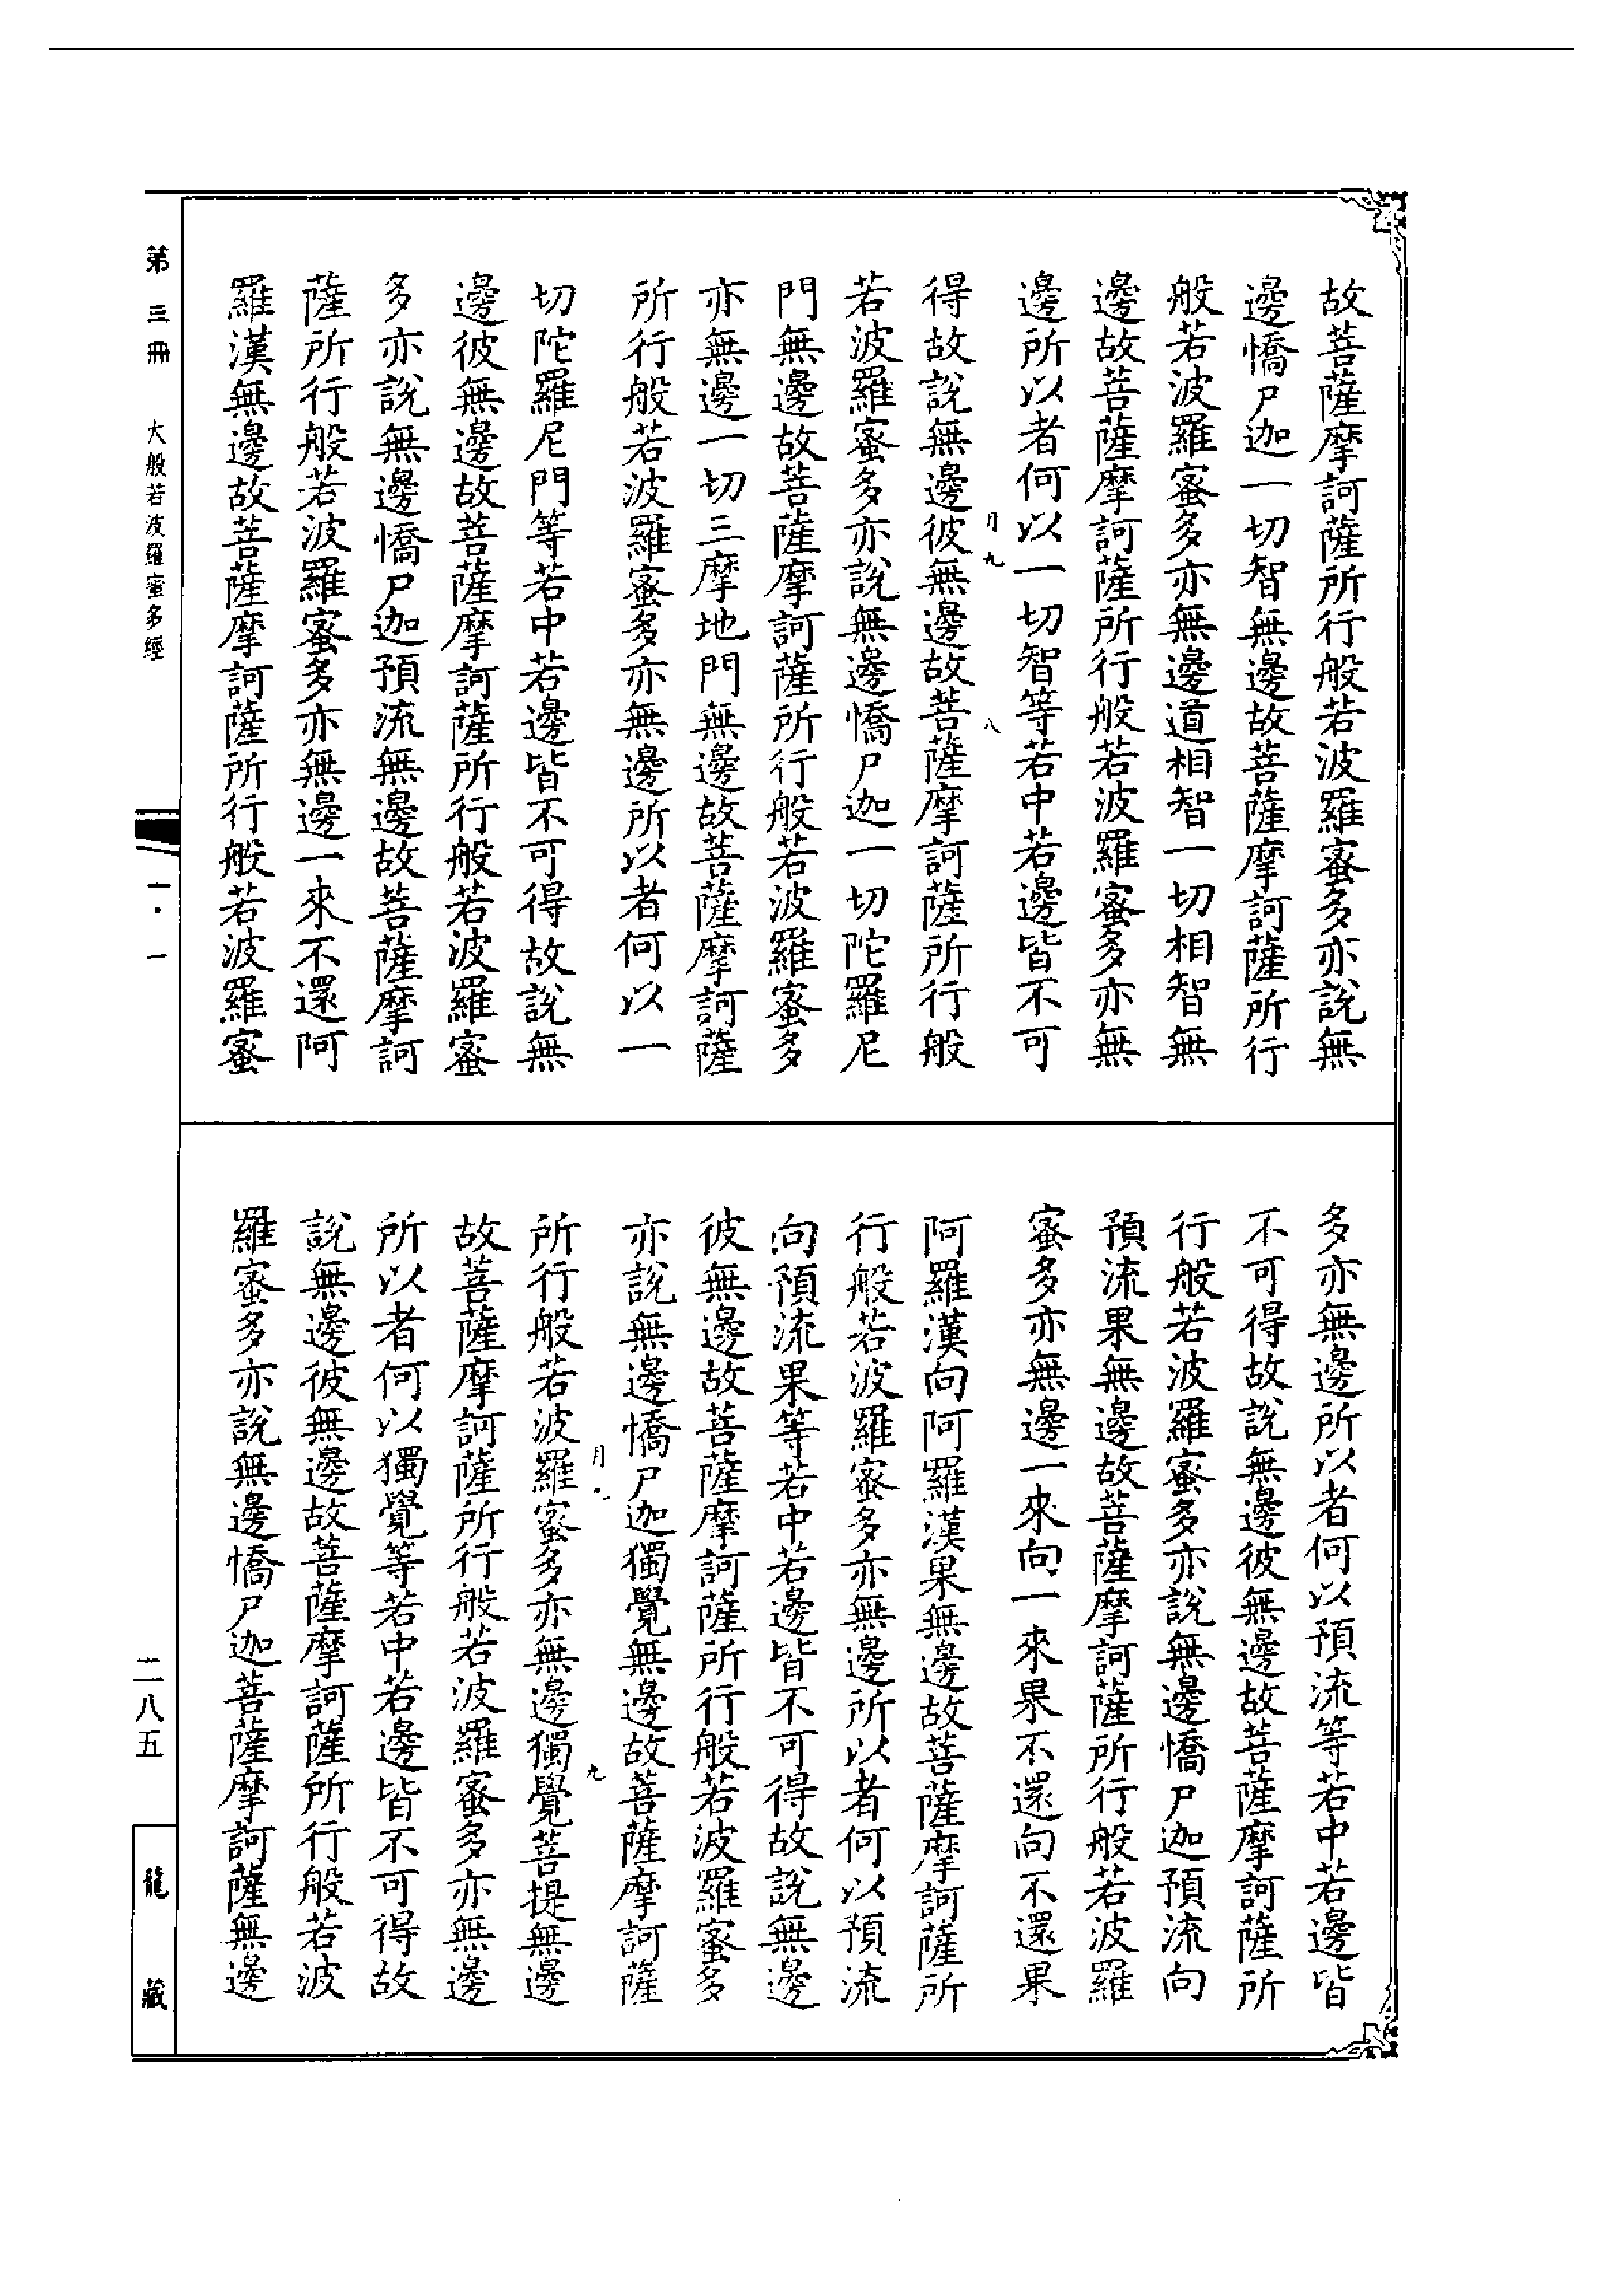 故菩薩摩訶薩所行般若波羅蜜多亦說無
邊憍尸迦一切智無邊故菩薩摩訶薩所行
般若波羅蜜多亦無邊道相智一切相智無
邊故菩薩摩訶薩所行般若波羅蜜多亦無
邊所以者何以一切智等若中若邊皆不可
月九
八
得故說無邊彼無邊故菩薩摩訶薩所行般
若波羅蜜多亦說無邊憍尸迦一切陀羅尼
門無邊故菩薩摩訶薩所行般若波羅蜜多
亦無邊一切三摩地門無邊故菩薩摩訶薩
所行般若波羅蜜多亦無邊所以者何以一
切陀羅尼門等若中若邊皆不可得故說無
邊彼無邊故菩薩摩訶薩所行般若波羅蜜
多亦說無邊憍尸迦預流無邊故菩薩摩訶
薩所行般若波羅蜜多亦無邊一來不還阿
羅漢無邊故菩薩摩訶薩所行般若波羅蜜
多亦無邊所以者何以預流等若中若邊皆
不可得故說無邊彼無邊故菩薩摩訶薩所
行般若波羅蜜多亦說無邊憍尸迦預流向
預流果無邊故菩薩摩訶薩所行般若波羅
蜜多亦無邊一來向一來果不還向不還果
阿羅漢向阿羅漢果無邊故菩薩摩訶薩所
行般若波羅蜜多亦無邊所以者何以預流
向預流果等若中若邊皆不可得故說無邊
彼無邊故菩薩摩訶薩所行般若波羅蜜多
亦說無邊憍尸迦獨覺無邊故菩薩摩訶薩
月
九
所行般若波羅蜜多亦無邊獨覺菩提無邊
故菩薩摩訶薩所行般若波羅蜜多亦無邊
所以者何以獨覺等若中若邊皆不可得故
說無邊彼無邊故菩薩摩訶薩所行般若波
羅蜜多亦說無邊憍尸迦菩薩摩訶薩無邊
第三冊 大般若波羅蜜多經
二八五
龍藏